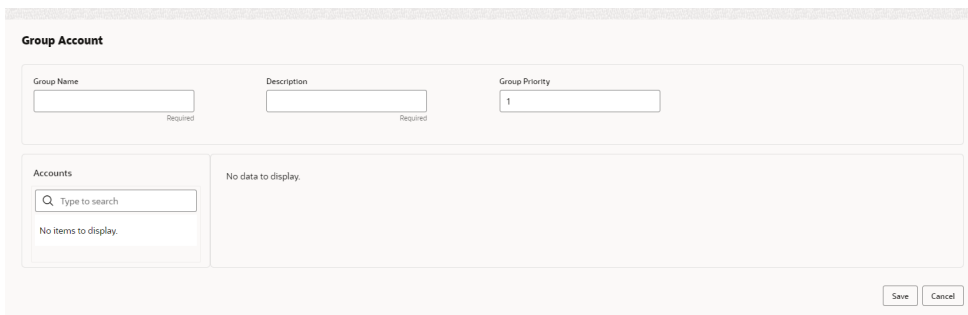 Group Account
Group Name Description Group Priority
1
Required Required
Accounts
No data to display.
Type to search
No items to display.
Save Cancel